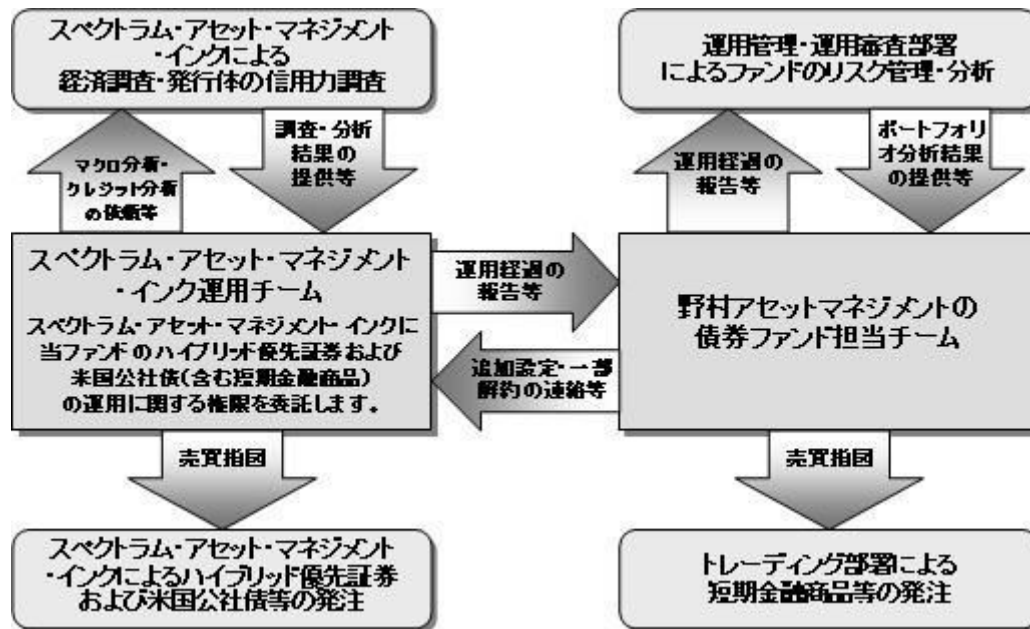 スペクトラム・アセット・マネジメント
・インクによる
経済調査・発行体の信用力調査
運用管理・運用審査部署
によるファンドのリスク管理・分析
マクロ分析・
クレジット分析
の依頼等
調査・分析
結果の
提供等
運用経過の
報告等
ポートフォリ
オ分析結果
の提供等
スペクトラム・アセット・マネジメント
・インク運用チーム
スペクトラム・アセット・マネジメント・インクに
当ファンドのハイブリッド優先証券および
米国公社債(含む短期金融商品)
の運用に関する権限を委託します。
運用経過の
報告等
追加設定・一部
解約の連絡等
野村アセットマネジメントの
債券ファンド担当チーム
売買指図
売買指図
スペクトラム・アセット・マネジメント
・インクによるハイブリッド優先証券
および米国公社債等の発注
トレーディング部署による
短期金融商品等の発注